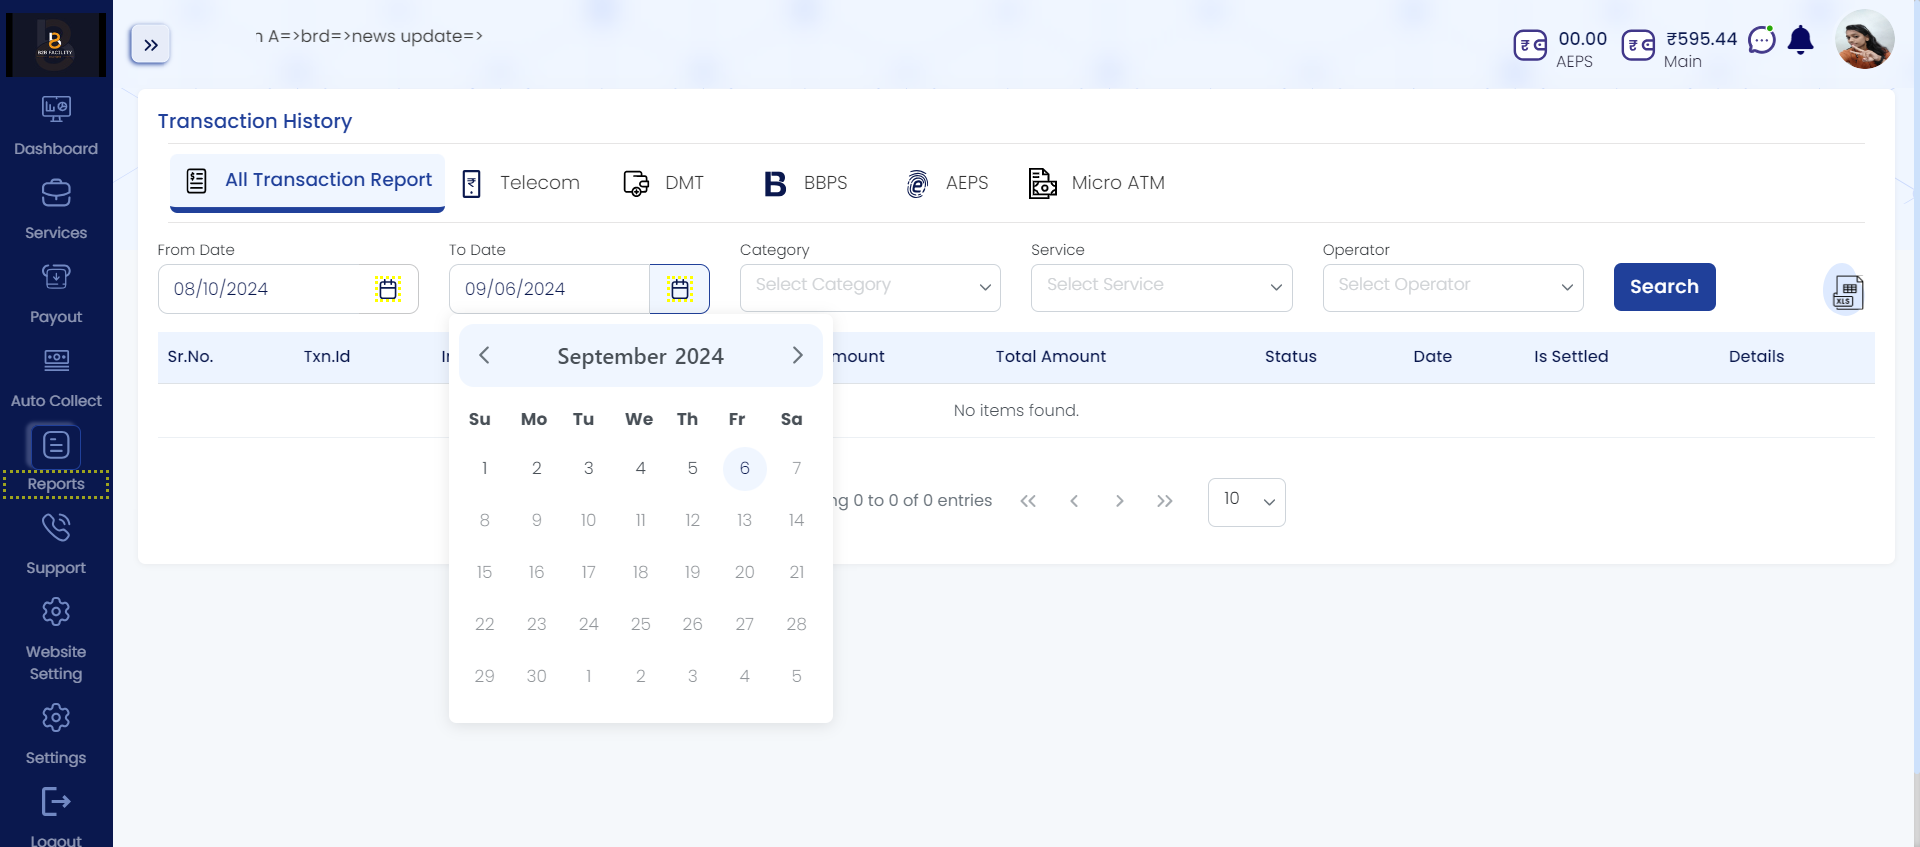 B2B FACILITY
n A=>brd=>news update=>
00.00
AEPS
₹595.44
Main
Dashboard
Services
Payout
Auto Collect
Reports
Support
Website
Setting
Settings
Logout
Transaction History
All Transaction Report
Telecom
DMT
BBPS
AEPS
Micro ATM
From Date
To Date
Category
Service
Operator
08/10/2024
09/06/2024
Select Category
Select Service
Select Operator
Search
XLS
Sr.No.
Txn.Id
mount
Total Amount
Status
Date
Is Settled
Details
No items found.
ng 0 to 0 of 0 entries
10
September 2024
Su Mo Tu We Th Fr Sa
1 2 3 4 5 6 7
8 9 10 11 12 13 14
15 16 17 18 19 20 21
22 23 24 25 26 27 28
29 30 1 2 3 4 5